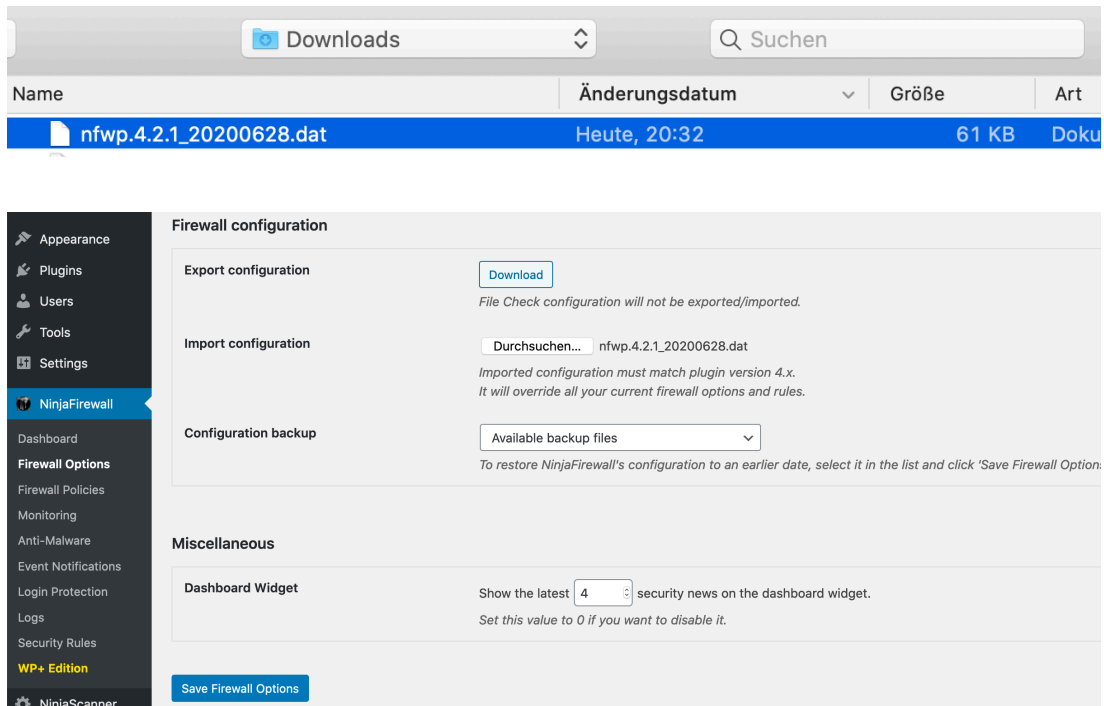 Downloads
Suchen
Name Änderungsdatum Größe Art
nfwp.4.2.1_20200628.dat Heute, 20:32 61 KB Doku
Appearance
Plugins
Users
Tools
Settings
NinjaFirewall
Dashboard
Firewall Options
Firewall Policies
Monitoring
Anti-Malware
Event Notifications
Login Protection
Logs
Security Rules
WP+ Edition
NinjaScanner
Firewall configuration
Export configuration
Download
File Check configuration will not be exported/imported.
Import configuration
Durchsuchen... nfwp.4.2.1_20200628.dat
Imported configuration must match plugin version 4.x.
It will override all your current firewall options and rules.
Configuration backup
Available backup files
To restore NinjaFirewall's configuration to an earlier date, select it in the list and click 'Save Firewall Options
Miscellaneous
Dashboard Widget
Show the latest 4 security news on the dashboard widget.
Set this value to 0 if you want to disable it.
Save Firewall Options